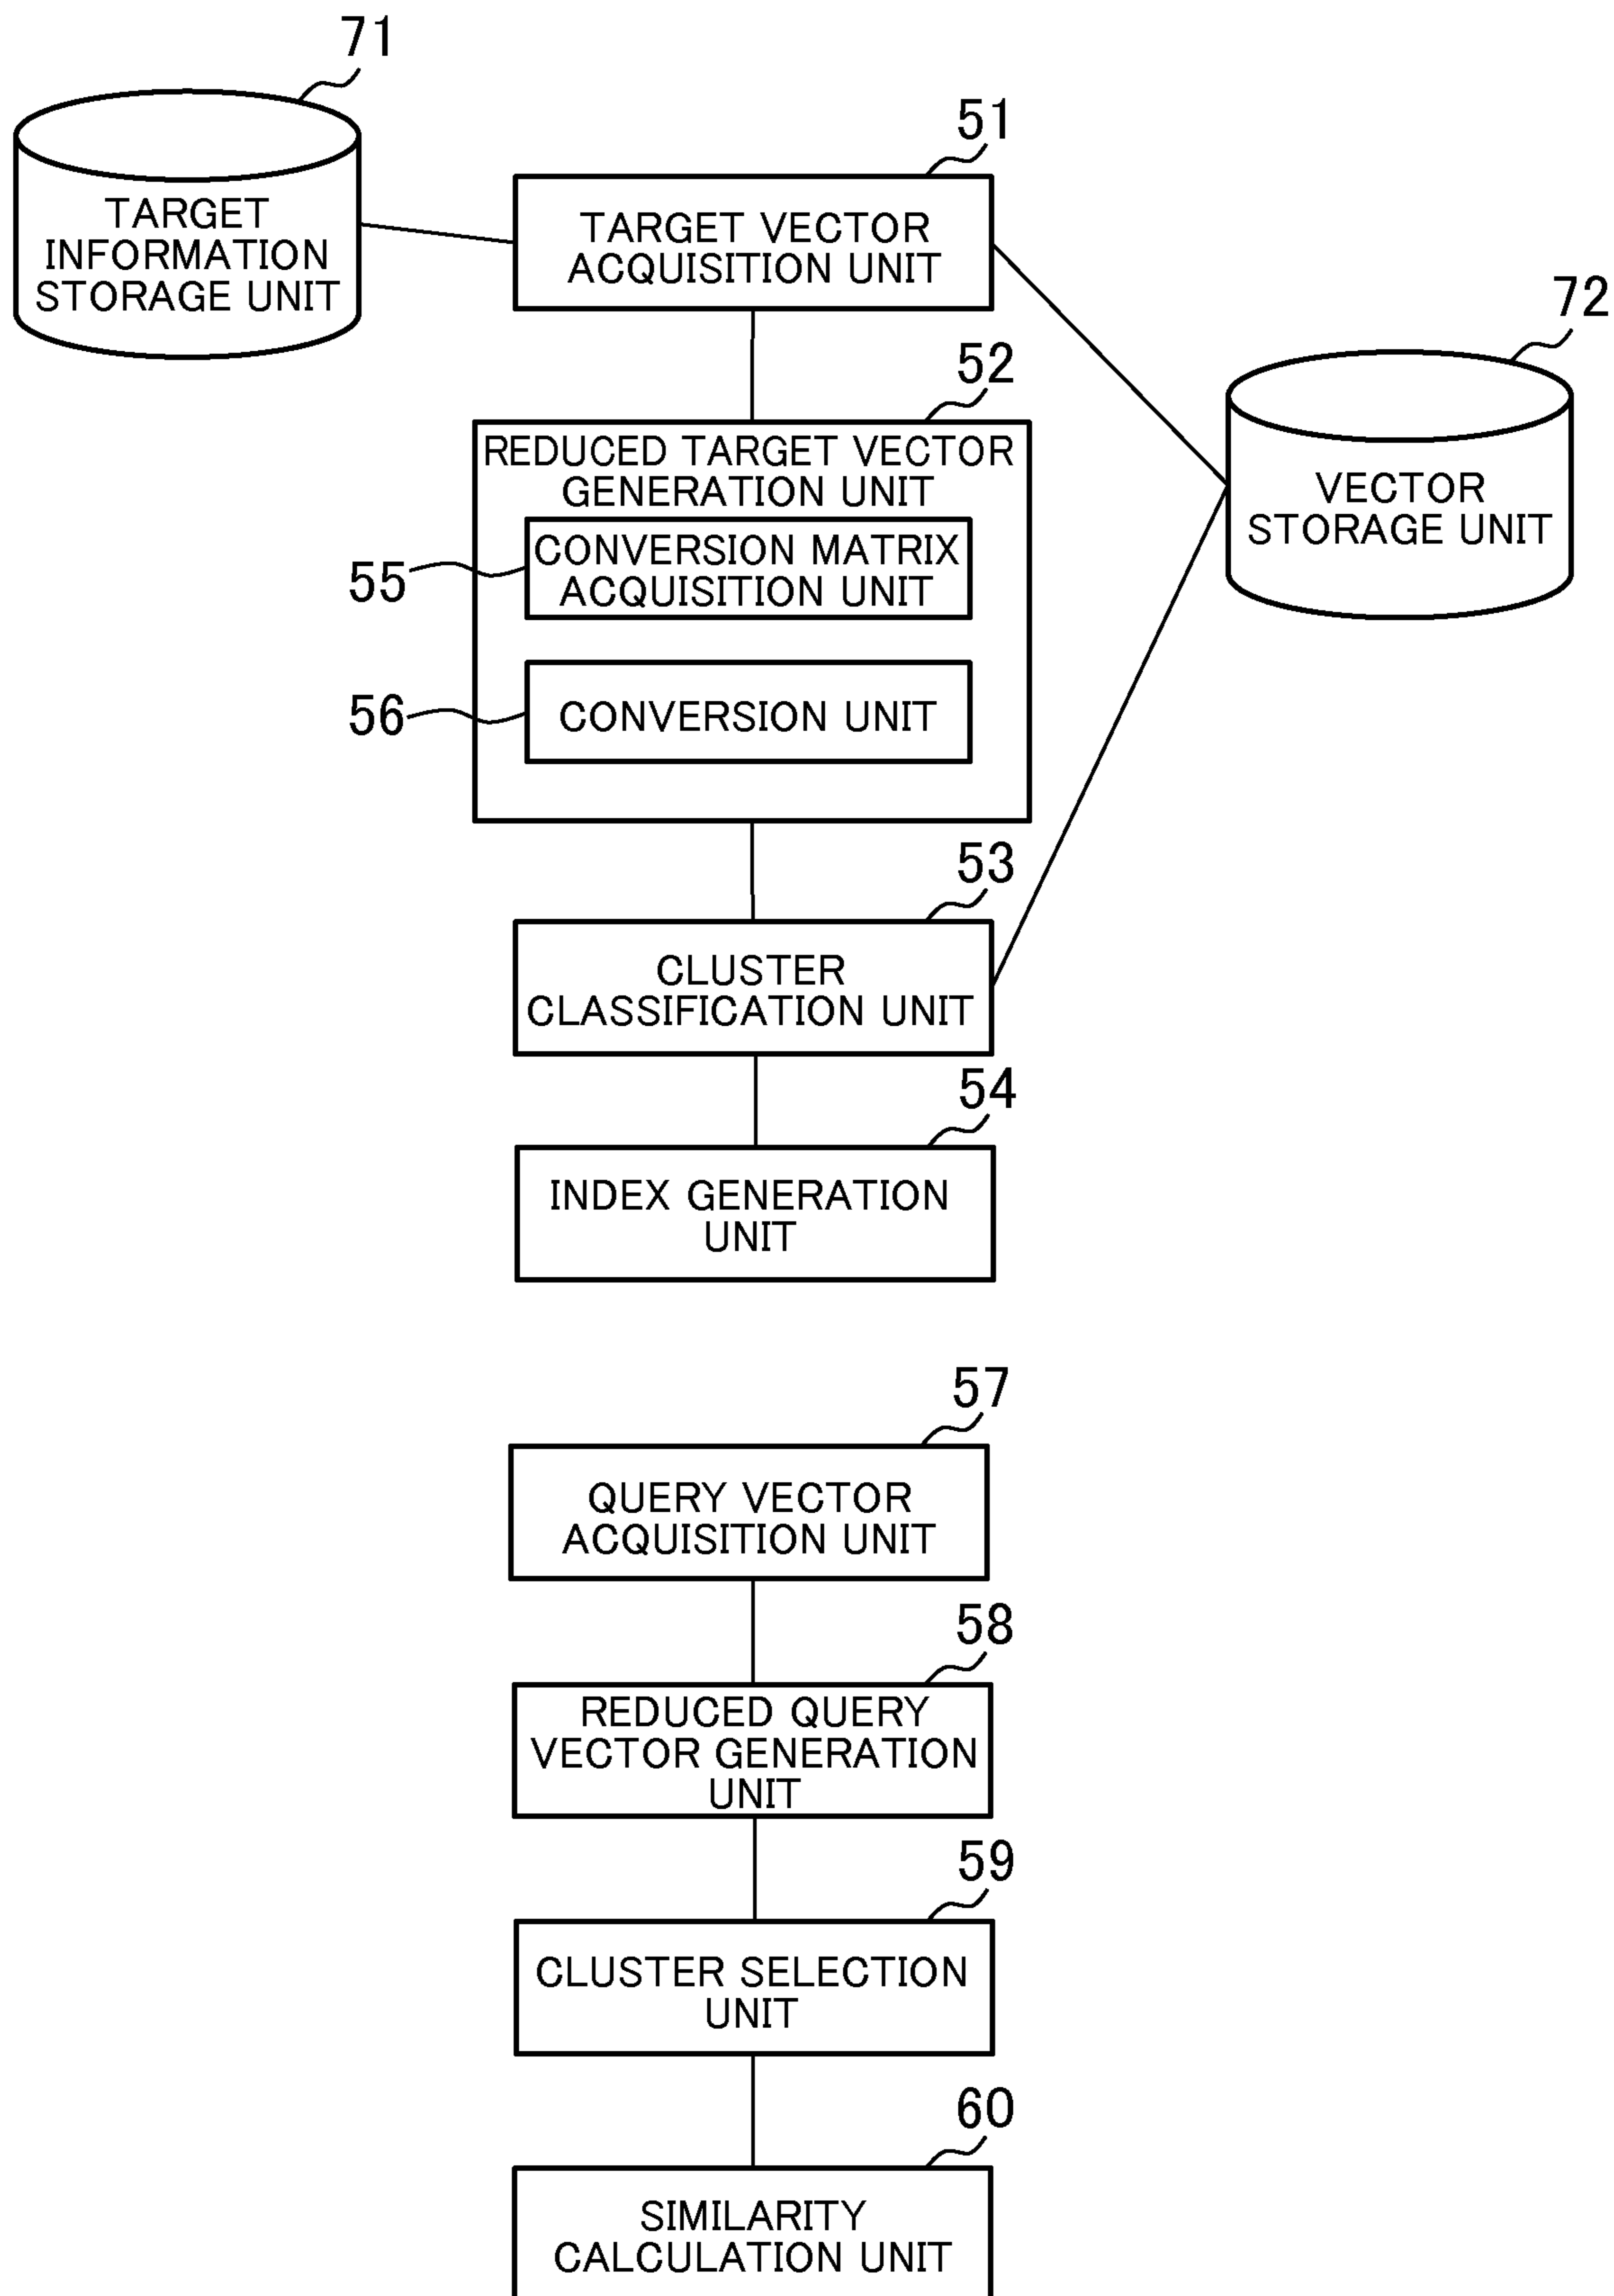 71
TARGET
INFORMATION
STORAGE UNIT
51
TARGET VECTOR
ACQUISITION UNIT
72
VECTOR
STORAGE UNIT
52
REDUCED TARGET VECTOR
GENERATION UNIT
55
CONVERSION MATRIX
ACQUISITION UNIT
56
CONVERSION UNIT
53
CLUSTER
CLASSIFICATION UNIT
54
INDEX GENERATION
UNIT
57
QUERY VECTOR
ACQUISITION UNIT
58
REDUCED QUERY
VECTOR GENERATION
UNIT
59
CLUSTER SELECTION
UNIT
60
SIMILARITY
CALCULATION UNIT